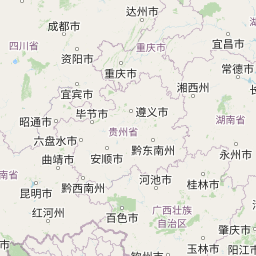 达州市
成都市
四川省
重庆市
宜昌市
资阳市
重庆市
常德市
宜宾市
湘西州
毕节市
遵义市
昭通市
湖南省
贵州省
六盘水市
黔东南州
永州市
曲靖市
安顺市
昆明市
黔西南州
河池市
桂林市
红河州
百色市
广西壮族
自治区
肇庆市
玉林市
阳江市